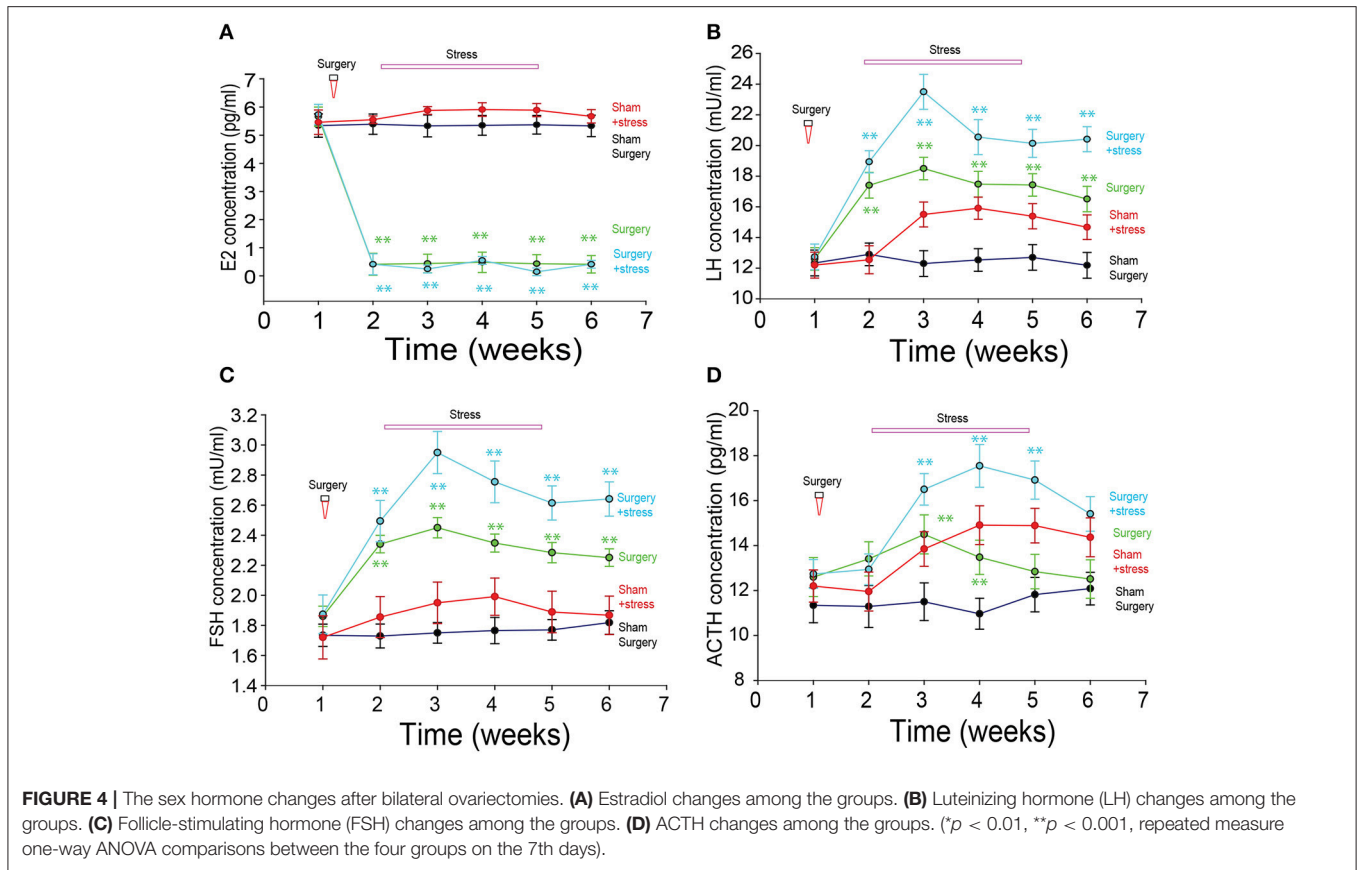 A
Surgery
Stress
7
6
5
4
3
2
1
0
E2 concentration (pg/ml)
Sham
+stress
Sham
Surgery
** ** ** ** **
Surgery
Surgery
+stress
** ** ** ** **
0 1 2 3 4 5 6 7
Time (weeks)
B
Stress
Surgery
26
24
22
20
18
16
14
12
10
LH concentration (mU/ml)
** ** ** ** **
Surgery
+stress
**
** ** ** **
Surgery
**
Sham
+stress
Sham
Surgery
0 1 2 3 4 5 6 7
Time (weeks)
C
Stress
Surgery
3.2
3.0
2.8
2.6
2.4
2.2
2.0
1.8
1.6
1.4
FSH concentration (mU/ml)
** ** ** **
Surgery
+stress
**
** ** ** **
Surgery
**
Sham
+stress
Sham
Surgery
0 1 2 3 4 5 6 7
Time (weeks)
D
Stress
Surgery
20
18
16
14
12
10
8
ACTH concentration (pg/ml)
** ** **
Surgery
+stress
**
Surgery
Sham
+stress
**
Sham
Surgery
0 1 2 3 4 5 6 7
Time (weeks)
FIGURE 4 | The sex hormone changes after bilateral ovariectomies. (A) Estradiol changes among the groups. (B) Luteinizing hormone (LH) changes among the
groups. (C) Follicle-stimulating hormone (FSH) changes among the groups. (D) ACTH changes among the groups. (*p < 0.01, **p < 0.001, repeated measure
one-way ANOVA comparisons between the four groups on the 7th days).